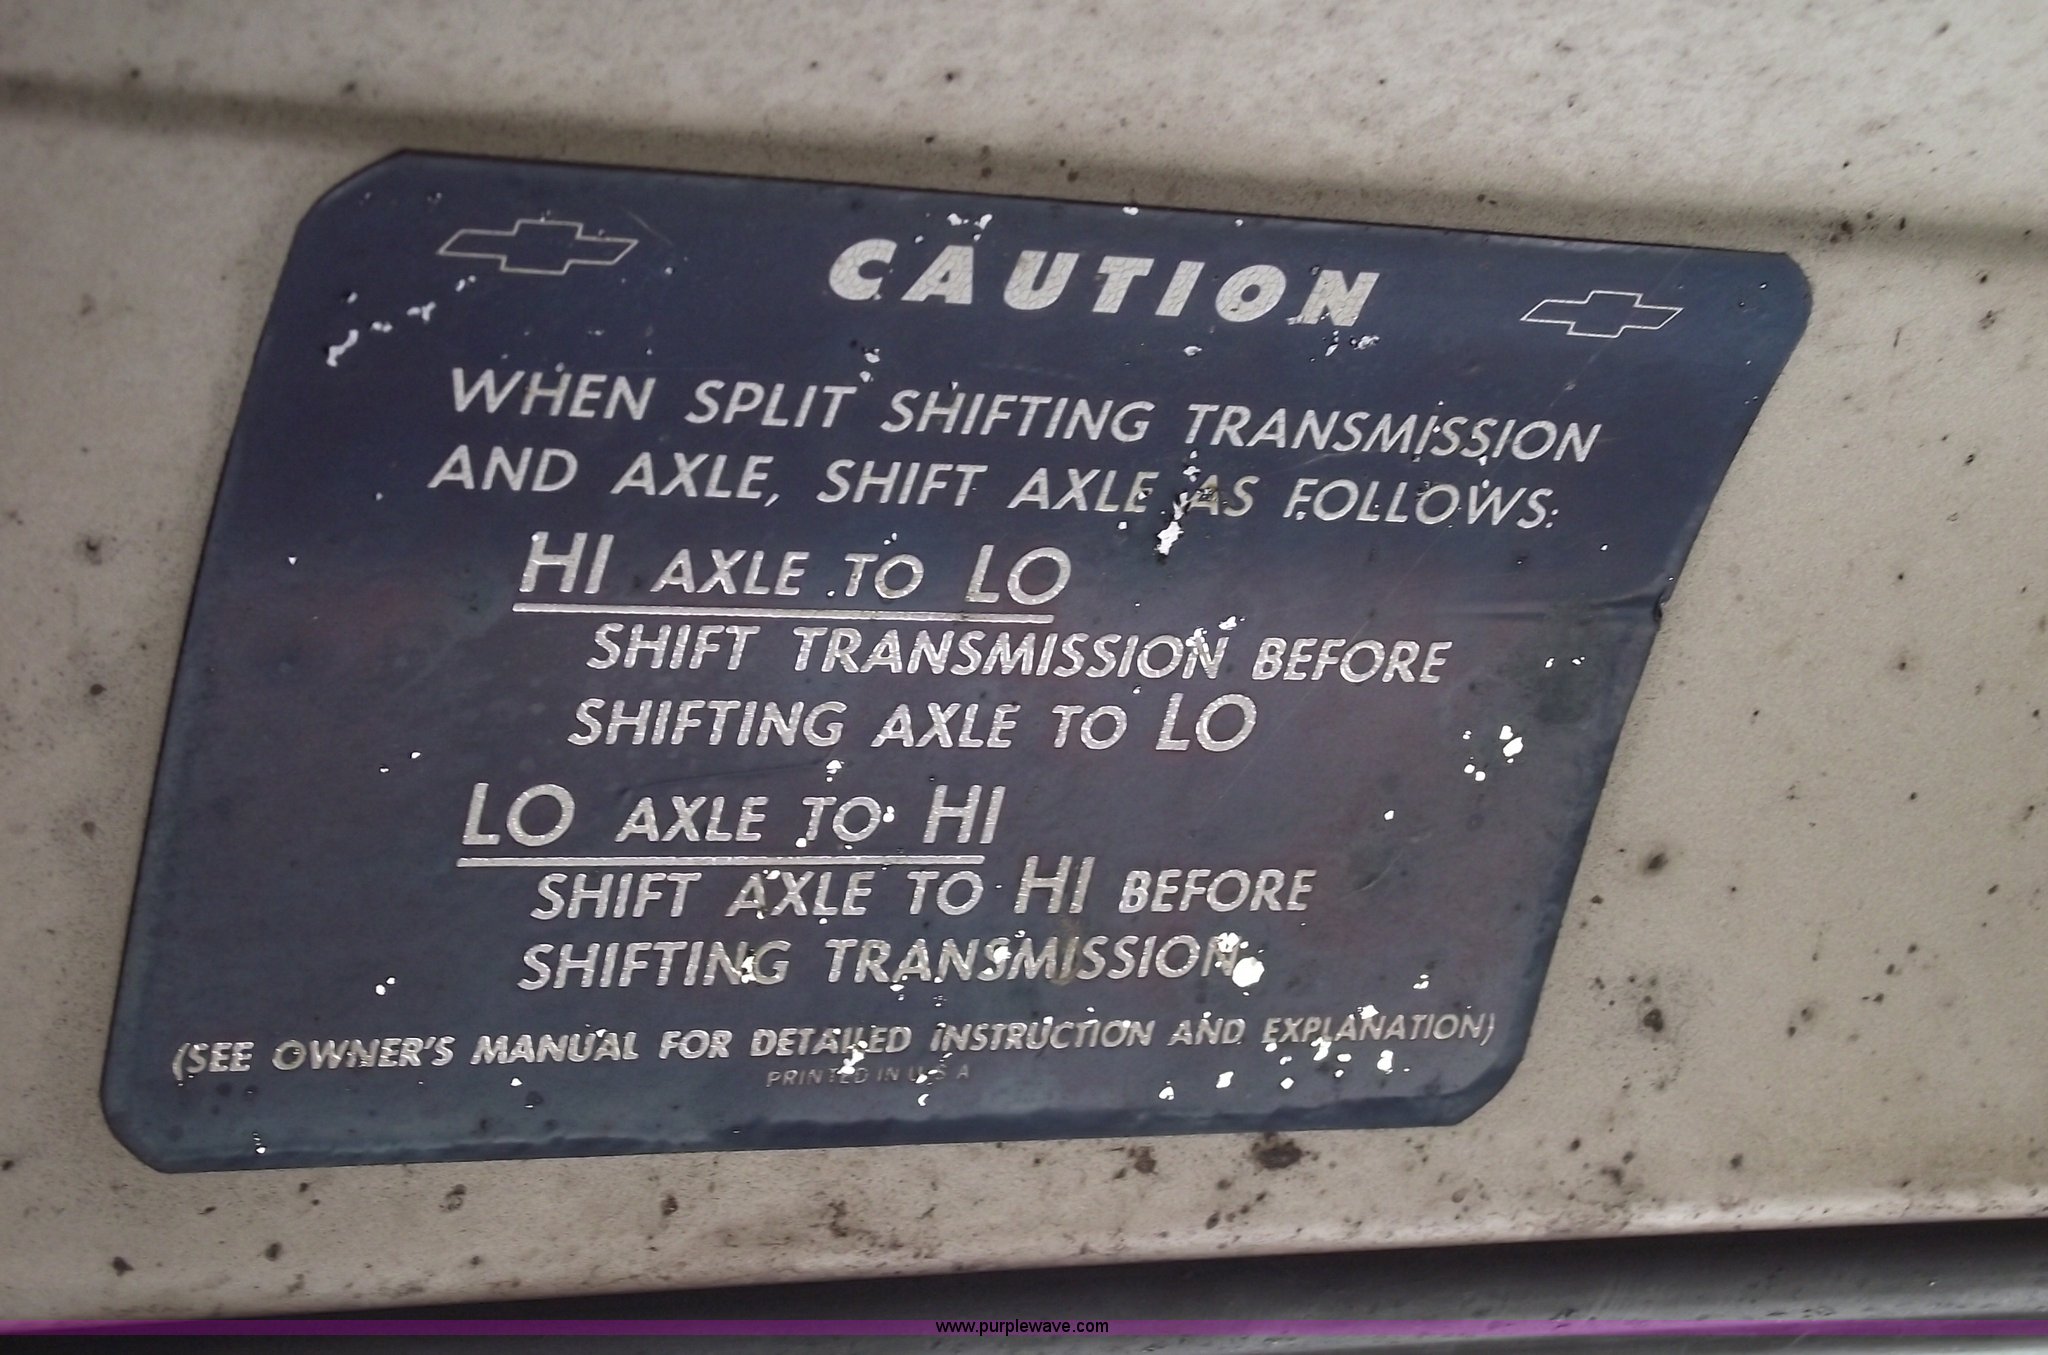 CAUTION
WHEN SPLIT SHIFTING TRANSMISSION
AND AXLE, SHIFT AXLE AS FOLLOWS:
HI AXLE TO LO
SHIFT TRANSMISSION BEFORE
SHIFTING AXLE TO LO
LO AXLE TO HI
SHIFT AXLE TO HI BEFORE
SHIFTING TRANSMISSION
(SEE OWNER'S MANUAL FOR DETAILED INSTRUCTION AND EXPLANATION)
PRINTED IN U S A
www.purplewave.com